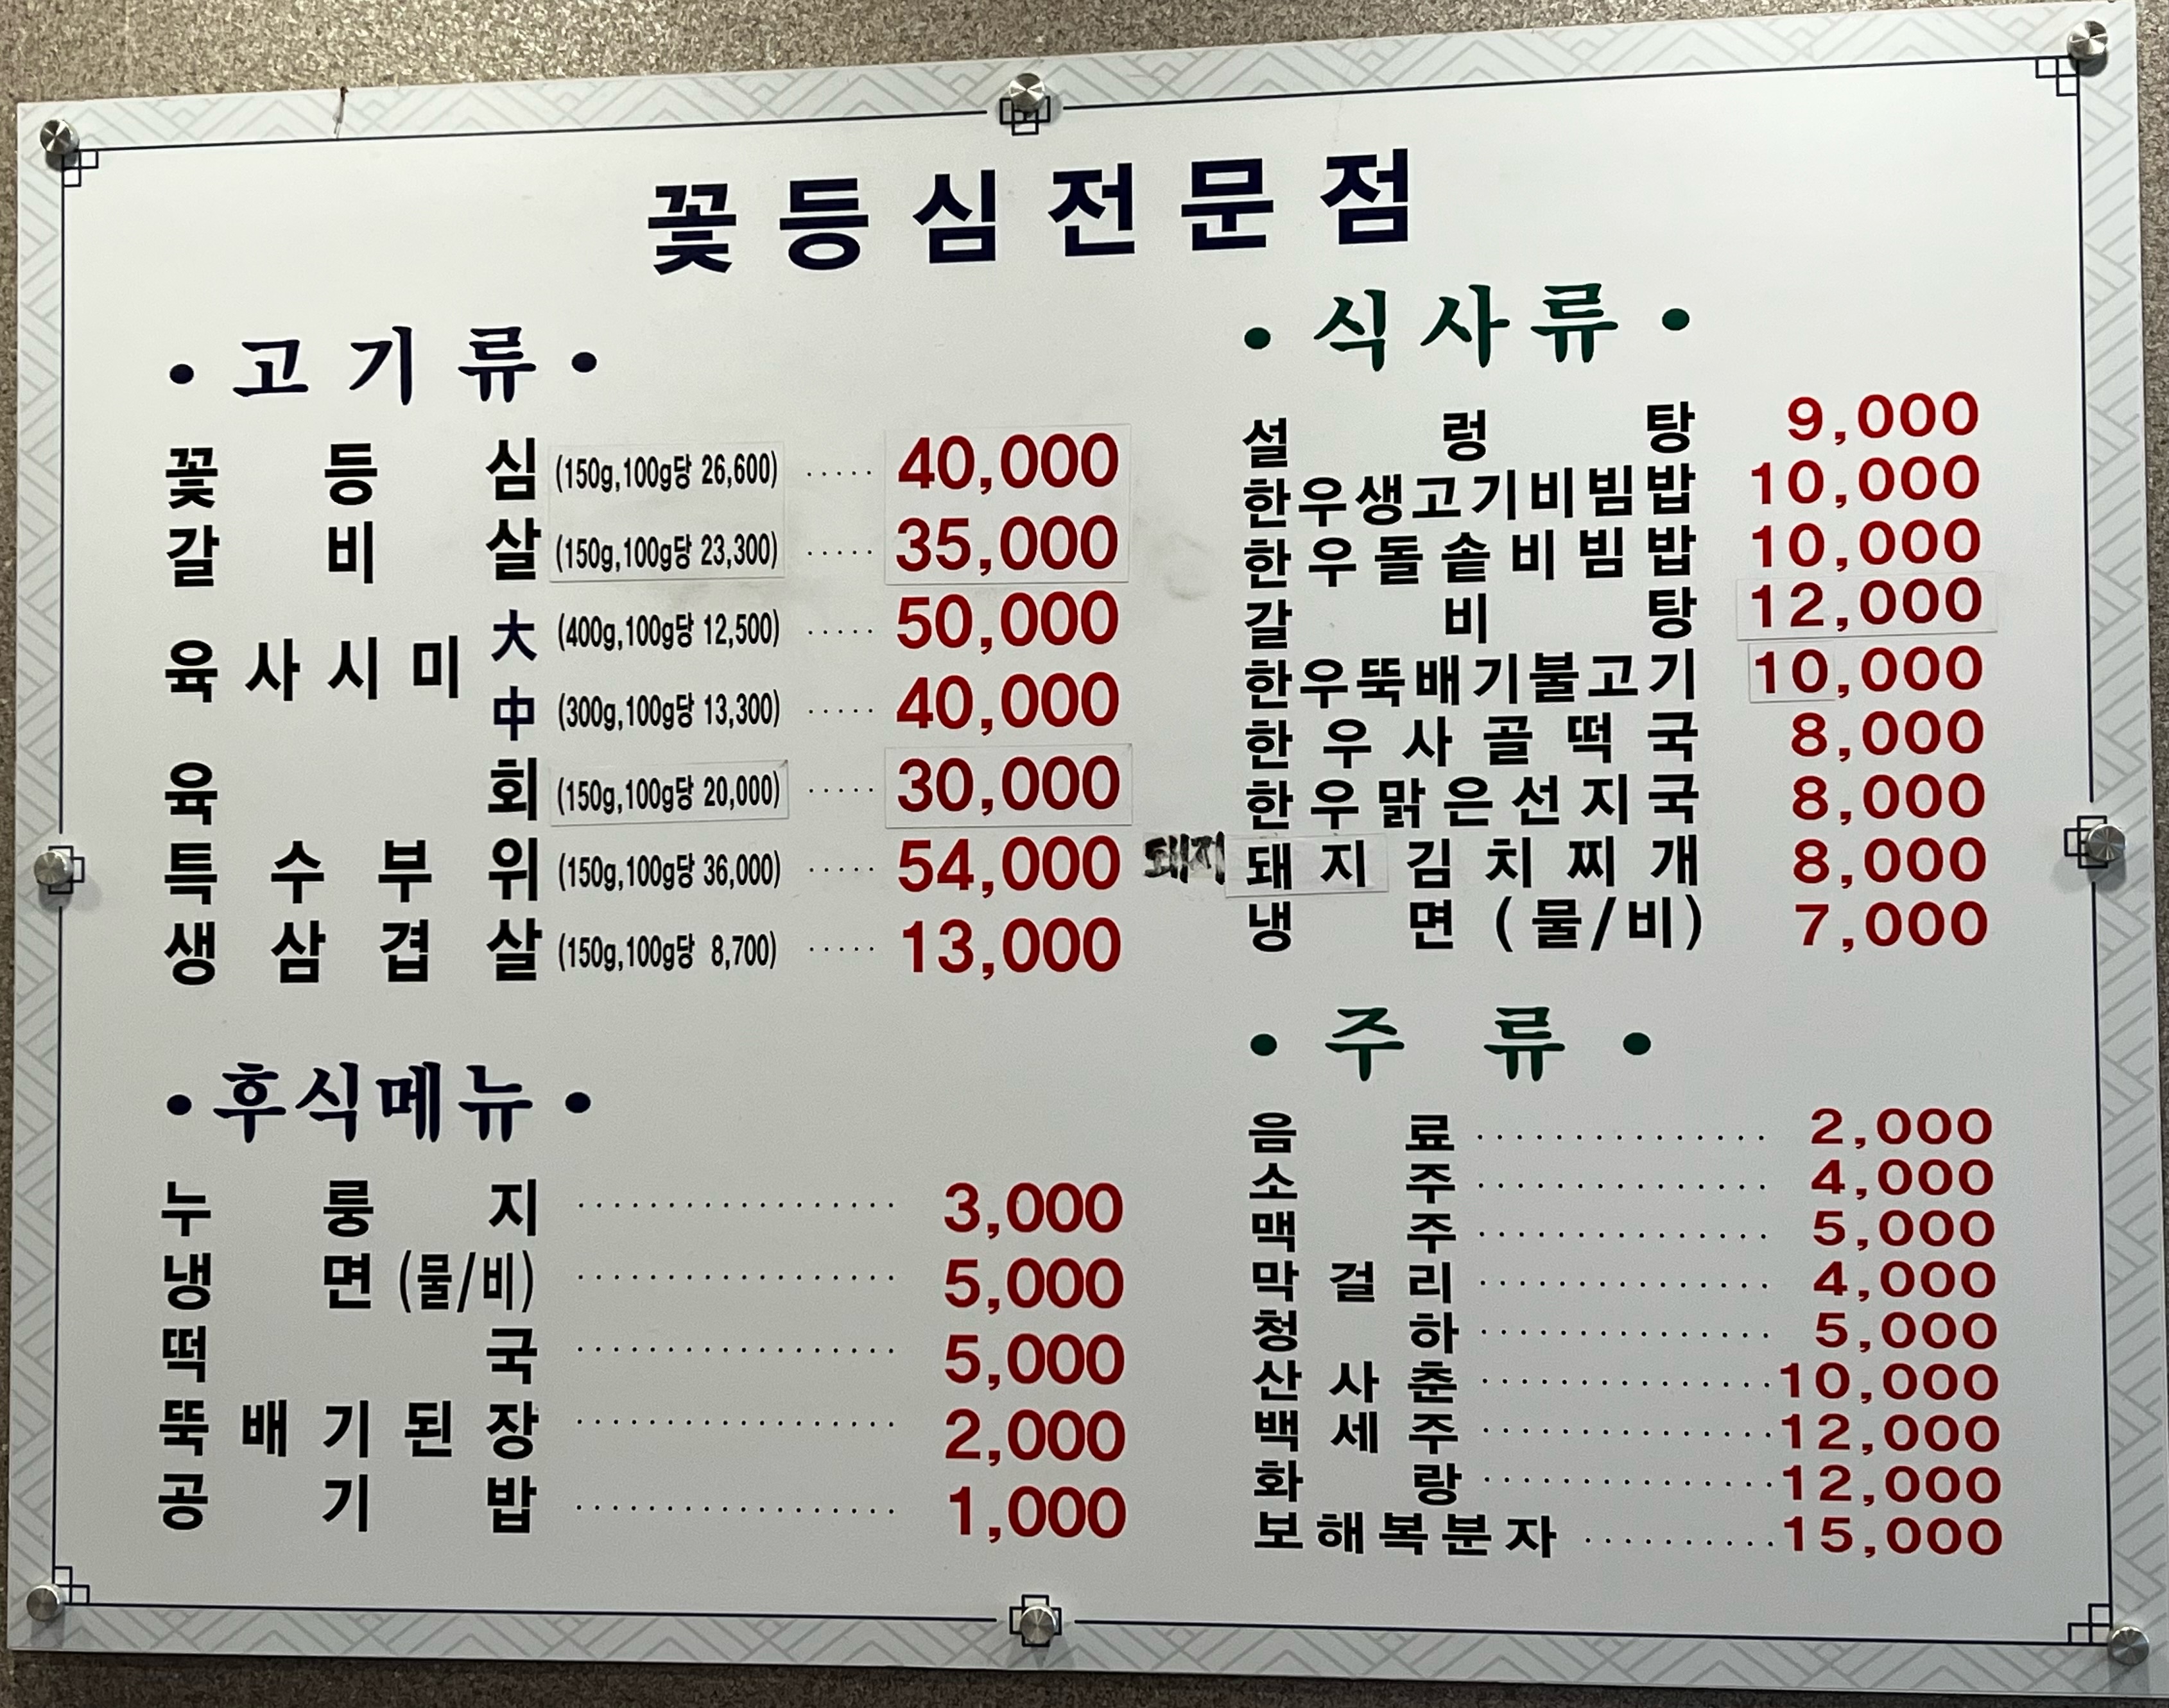 꽃등심전문점
•고기류•
꽃등심 (150g,100g당 26,600) ····· 40,000
갈비살 (150g,100g당 23,300) ····· 35,000
육사시미 大 (400g,100g당 12,500) ····· 50,000
中 (300g,100g당 13,300) ····· 40,000
육회 (150g,100g당 20,000) ····· 30,000
특수부위 (150g,100g당 36,000) ····· 54,000
생삼겹살 (150g,100g당 8,700) ····· 13,000
•후식메뉴•
누룽지 ·················· 3,000
냉면(물/비) ·················· 5,000
떡국 ·················· 5,000
뚝배기된장 ·················· 2,000
공기밥 ·················· 1,000
•식사류•
설렁탕 9,000
한우생고기비빔밥 10,000
한우돌솥비빔밥 10,000
갈비탕 12,000
한우뚝배기불고기 10,000
한우사골떡국 8,000
한우맑은선지국 8,000
돼지 돼지김치찌개 8,000
냉면(물/비) 7,000
•주류•
음료 ··············· 2,000
소주 ··············· 4,000
맥주 ··············· 5,000
막걸리 ··············· 4,000
청하 ··············· 5,000
산사춘 ··············· 10,000
백세주 ··············· 12,000
화랑 ··············· 12,000
보해복분자 ·········· 15,000